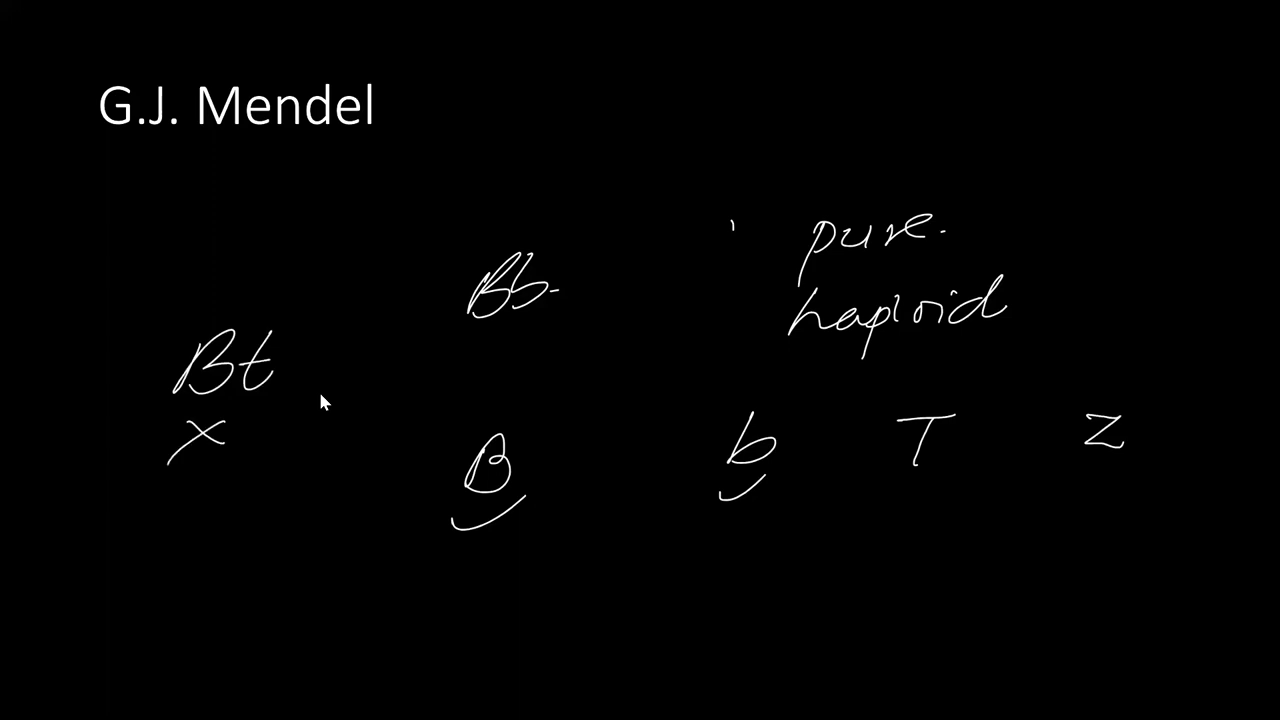 G.J. Mendel
pure.
Bb.
haploid
Bt
x
B
b
T
z